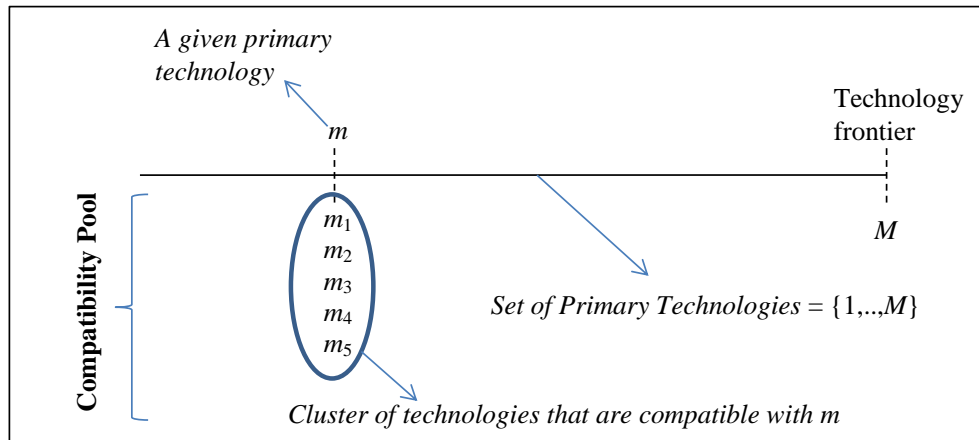 A given primary
technology
Technology
frontier
m
Compatibility Pool
m₁
m₂
m₃
m₄
m₅
M
Set of Primary Technologies = {1,..,M}
Cluster of technologies that are compatible with m